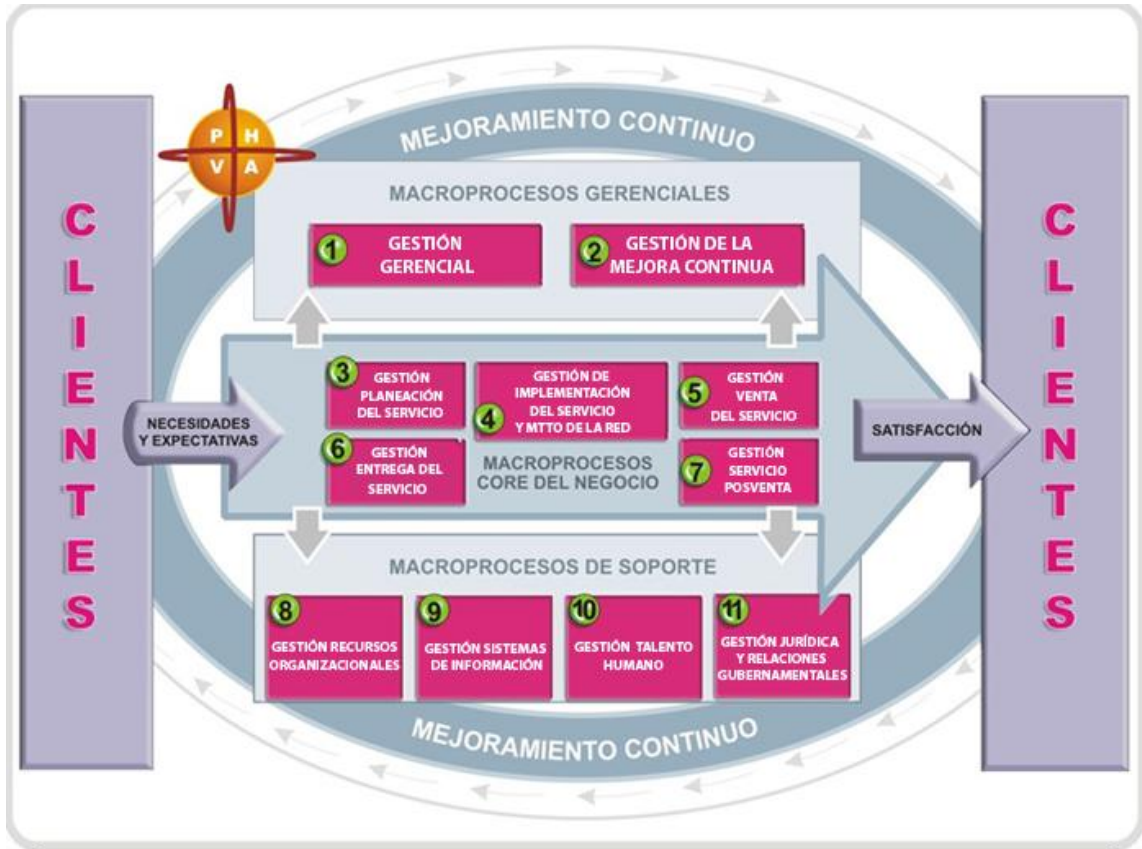 MEJORAMIENTO CONTINUO
P H
V A
MACROPROCESOS GERENCIALES
1
GESTIÓN
GERENCIAL
2
GESTIÓN DE LA
MEJORA CONTINUA
CLIENTES
NECESIDADES
Y EXPECTATIVAS
3
GESTIÓN
PLANEACIÓN
DEL SERVICIO
4
GESTIÓN DE
IMPLEMENTACIÓN
DEL SERVICIO
Y MTTO DE LA RED
5
GESTIÓN
VENTA
DEL SERVICIO
6
GESTIÓN
ENTREGA DEL
SERVICIO
MACROPROCESOS
CORE DEL NEGOCIO
7
GESTIÓN
SERVICIO
POSVENTA
SATISFACCIÓN
CLIENTES
MACROPROCESOS DE SOPORTE
8
GESTIÓN RECURSOS
ORGANIZACIONALES
9
GESTIÓN SISTEMAS
DE INFORMACIÓN
10
GESTIÓN TALENTO
HUMANO
11
GESTIÓN JURÍDICA
Y RELACIONES
GUBERNAMENTALES
MEJORAMIENTO CONTINUO